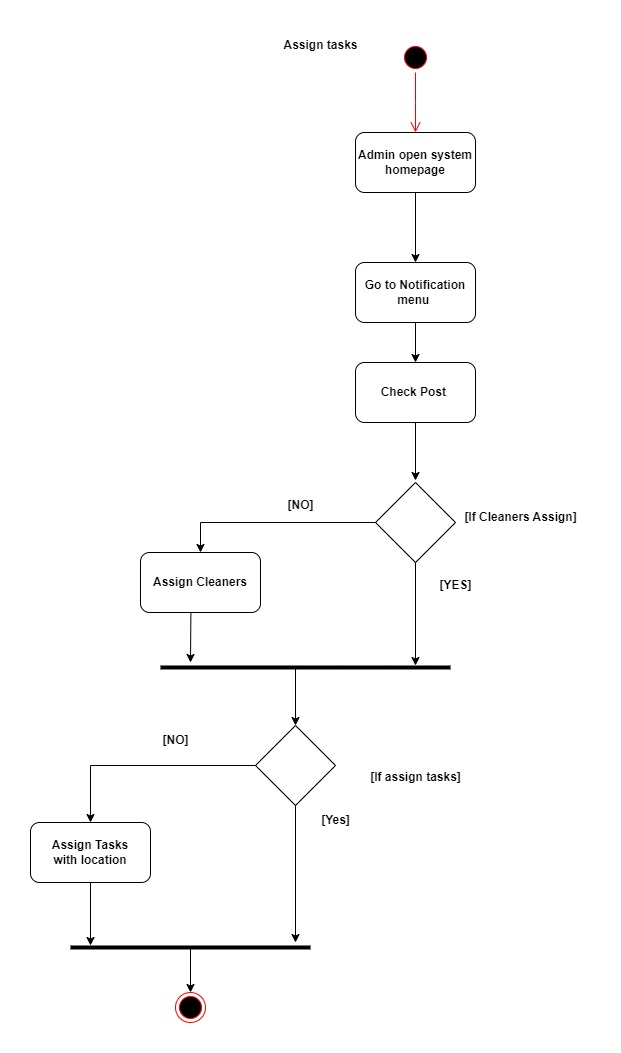 Assign tasks
Admin open system
homepage
Go to Notification
menu
Check Post
[NO]
[If Cleaners Assign]
Assign Cleaners
[YES]
[NO]
[If assign tasks]
[Yes]
Assign Tasks
with location